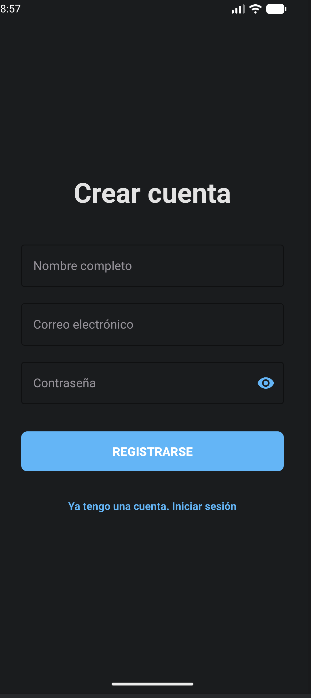 8:57
Crear cuenta
Nombre completo
Correo electrónico
Contraseña
REGISTRARSE
Ya tengo una cuenta. Iniciar sesión